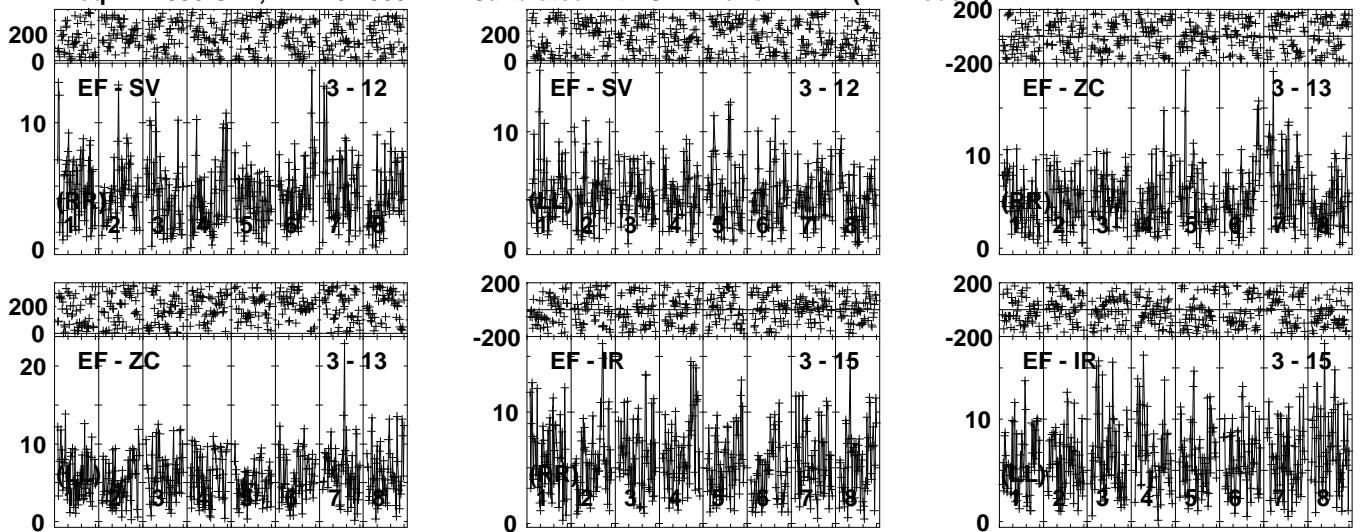 200 200 200
0 0 -200
EF - SV 3 - 12 EF - SV 3 - 12 EF - ZC 3 - 13
10 10 10
(RR) (LL) (RR)
1 2 3 4 5 6 7 8 1 2 3 4 5 6 7 8 1 2 3 4 5 6 7 8
0 0 0
200 200 200
0 -200 -200
EF - ZC 3 - 13 EF - IR 3 - 15 EF - IR 3 - 15
20
10 10 10
(LL) (RR) (LL)
1 2 3 4 5 6 7 8 1 2 3 4 5 6 7 8 1 2 3 4 5 6 7 8
0 0 0